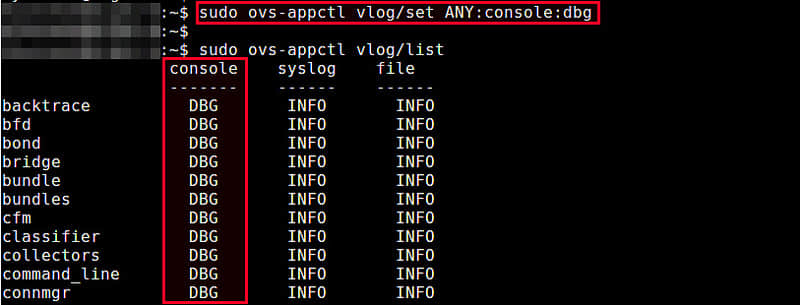 :~$ sudo ovs-appctl vlog/set ANY:console:dbg
:~$
:~$ sudo ovs-appctl vlog/list
console syslog file
------- ------ ------
backtrace DBG INFO INFO
bfd DBG INFO INFO
bond DBG INFO INFO
bridge DBG INFO INFO
bundle DBG INFO INFO
bundles DBG INFO INFO
cfm DBG INFO INFO
classifier DBG INFO INFO
collectors DBG INFO INFO
command_line DBG INFO INFO
connmgr DBG INFO INFO